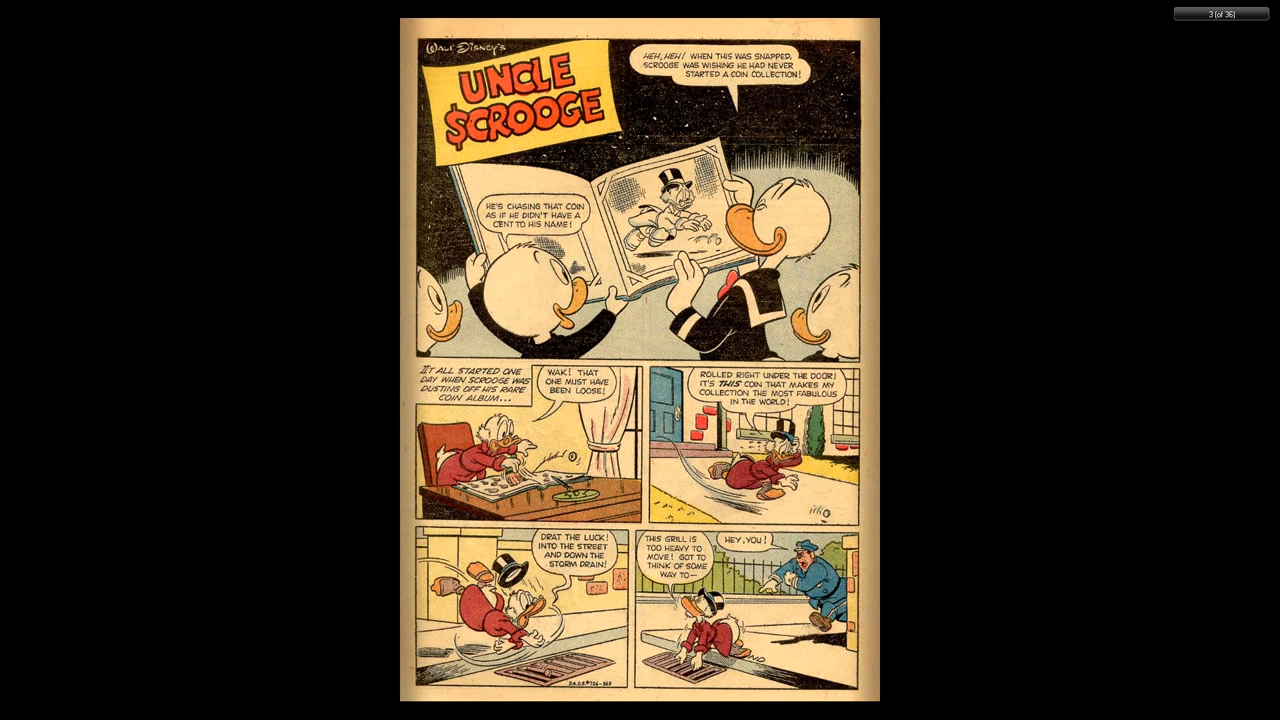 3 (of 36)
Walt Disney's
UNCLE
$CROOGE
HEH, HEH! WHEN THIS WAS SNAPPED,
SCROOGE WAS WISHING HE HAD NEVER
STARTED A COIN COLLECTION!
HE'S CHASING THAT COIN
AS IF HE DIDN'T HAVE A
CENT TO HIS NAME!
IT ALL STARTED ONE
DAY WHEN SCROOGE WAS
DUSTING OFF HIS RARE
COIN ALBUM...
WAK! THAT
ONE MUST HAVE
BEEN LOOSE!
ROLLED RIGHT UNDER THE DOOR!
IT'S THIS COIN THAT MAKES MY
COLLECTION THE MOST FABULOUS
IN THE WORLD!
DRAT THE LUCK!
INTO THE STREET
AND DOWN THE
STORM DRAIN!
D.A.O.S.#726-568
THIS GRILL IS
TOO HEAVY TO
MOVE! GOT TO
THINK OF SOME
WAY TO—
HEY, YOU!